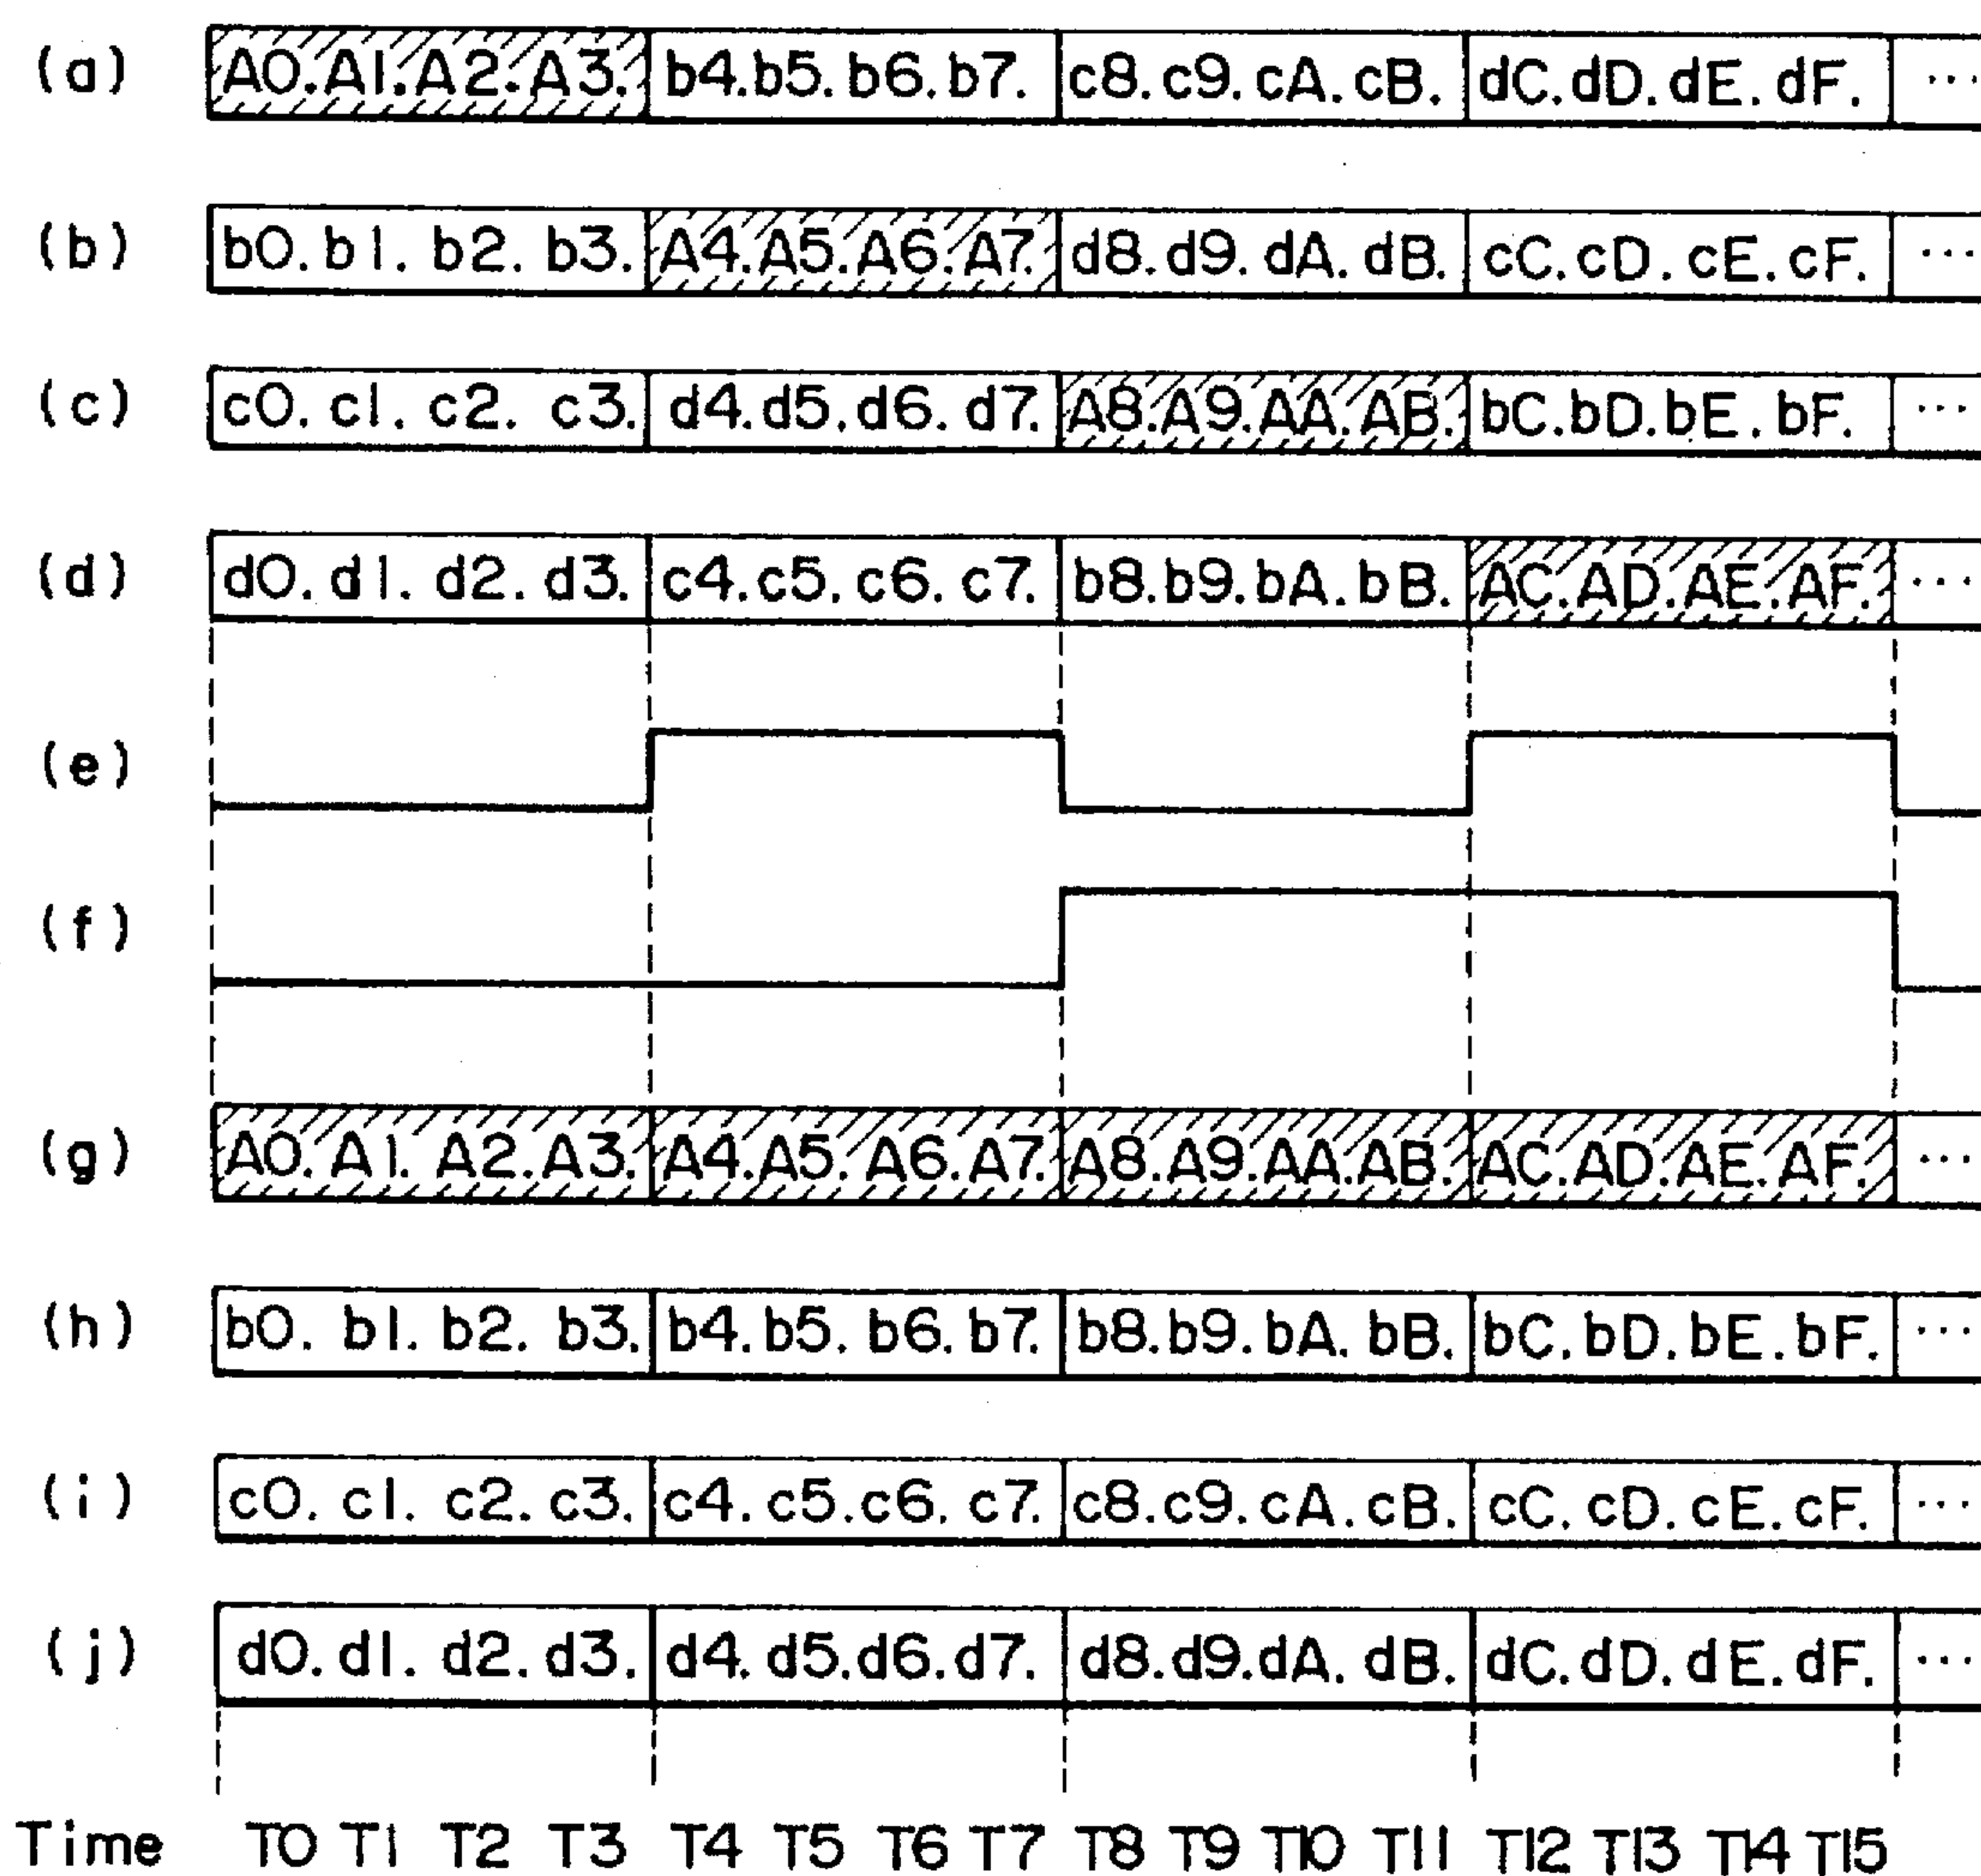 (a) A0.A1.A2.A3. b4.b5.b6.b7. c8.c9.cA.cB. dC.dD.dE.dF. ...
(b) b0.b1.b2.b3. A4.A5.A6.A7. d8.d9.dA.dB. cC.cD.cE.cF. ...
(c) c0.c1.c2.c3. d4.d5.d6.d7. A8.A9.AA.AB. bC.bD.bE.bF. ...
(d) d0.d1.d2.d3. c4.c5.c6.c7. b8.b9.bA.bB. AC.AD.AE.AF. ...
(e)
(f)
(g) A0.A1.A2.A3. A4.A5.A6.A7. A8.A9.AA.AB. AC.AD.AE.AF. ...
(h) b0.b1.b2.b3. b4.b5.b6.b7. b8.b9.bA.bB. bC.bD.bE.bF. ...
(i) c0.c1.c2.c3. c4.c5.c6.c7. c8.c9.cA.cB. cC.cD.cE.cF. ...
(j) d0.d1.d2.d3. d4.d5.d6.d7. d8.d9.dA.dB. dC.dD.dE.dF. ...
Time T0 T1 T2 T3 T4 T5 T6 T7 T8 T9 T10 T11 T12 T13 T14 T15